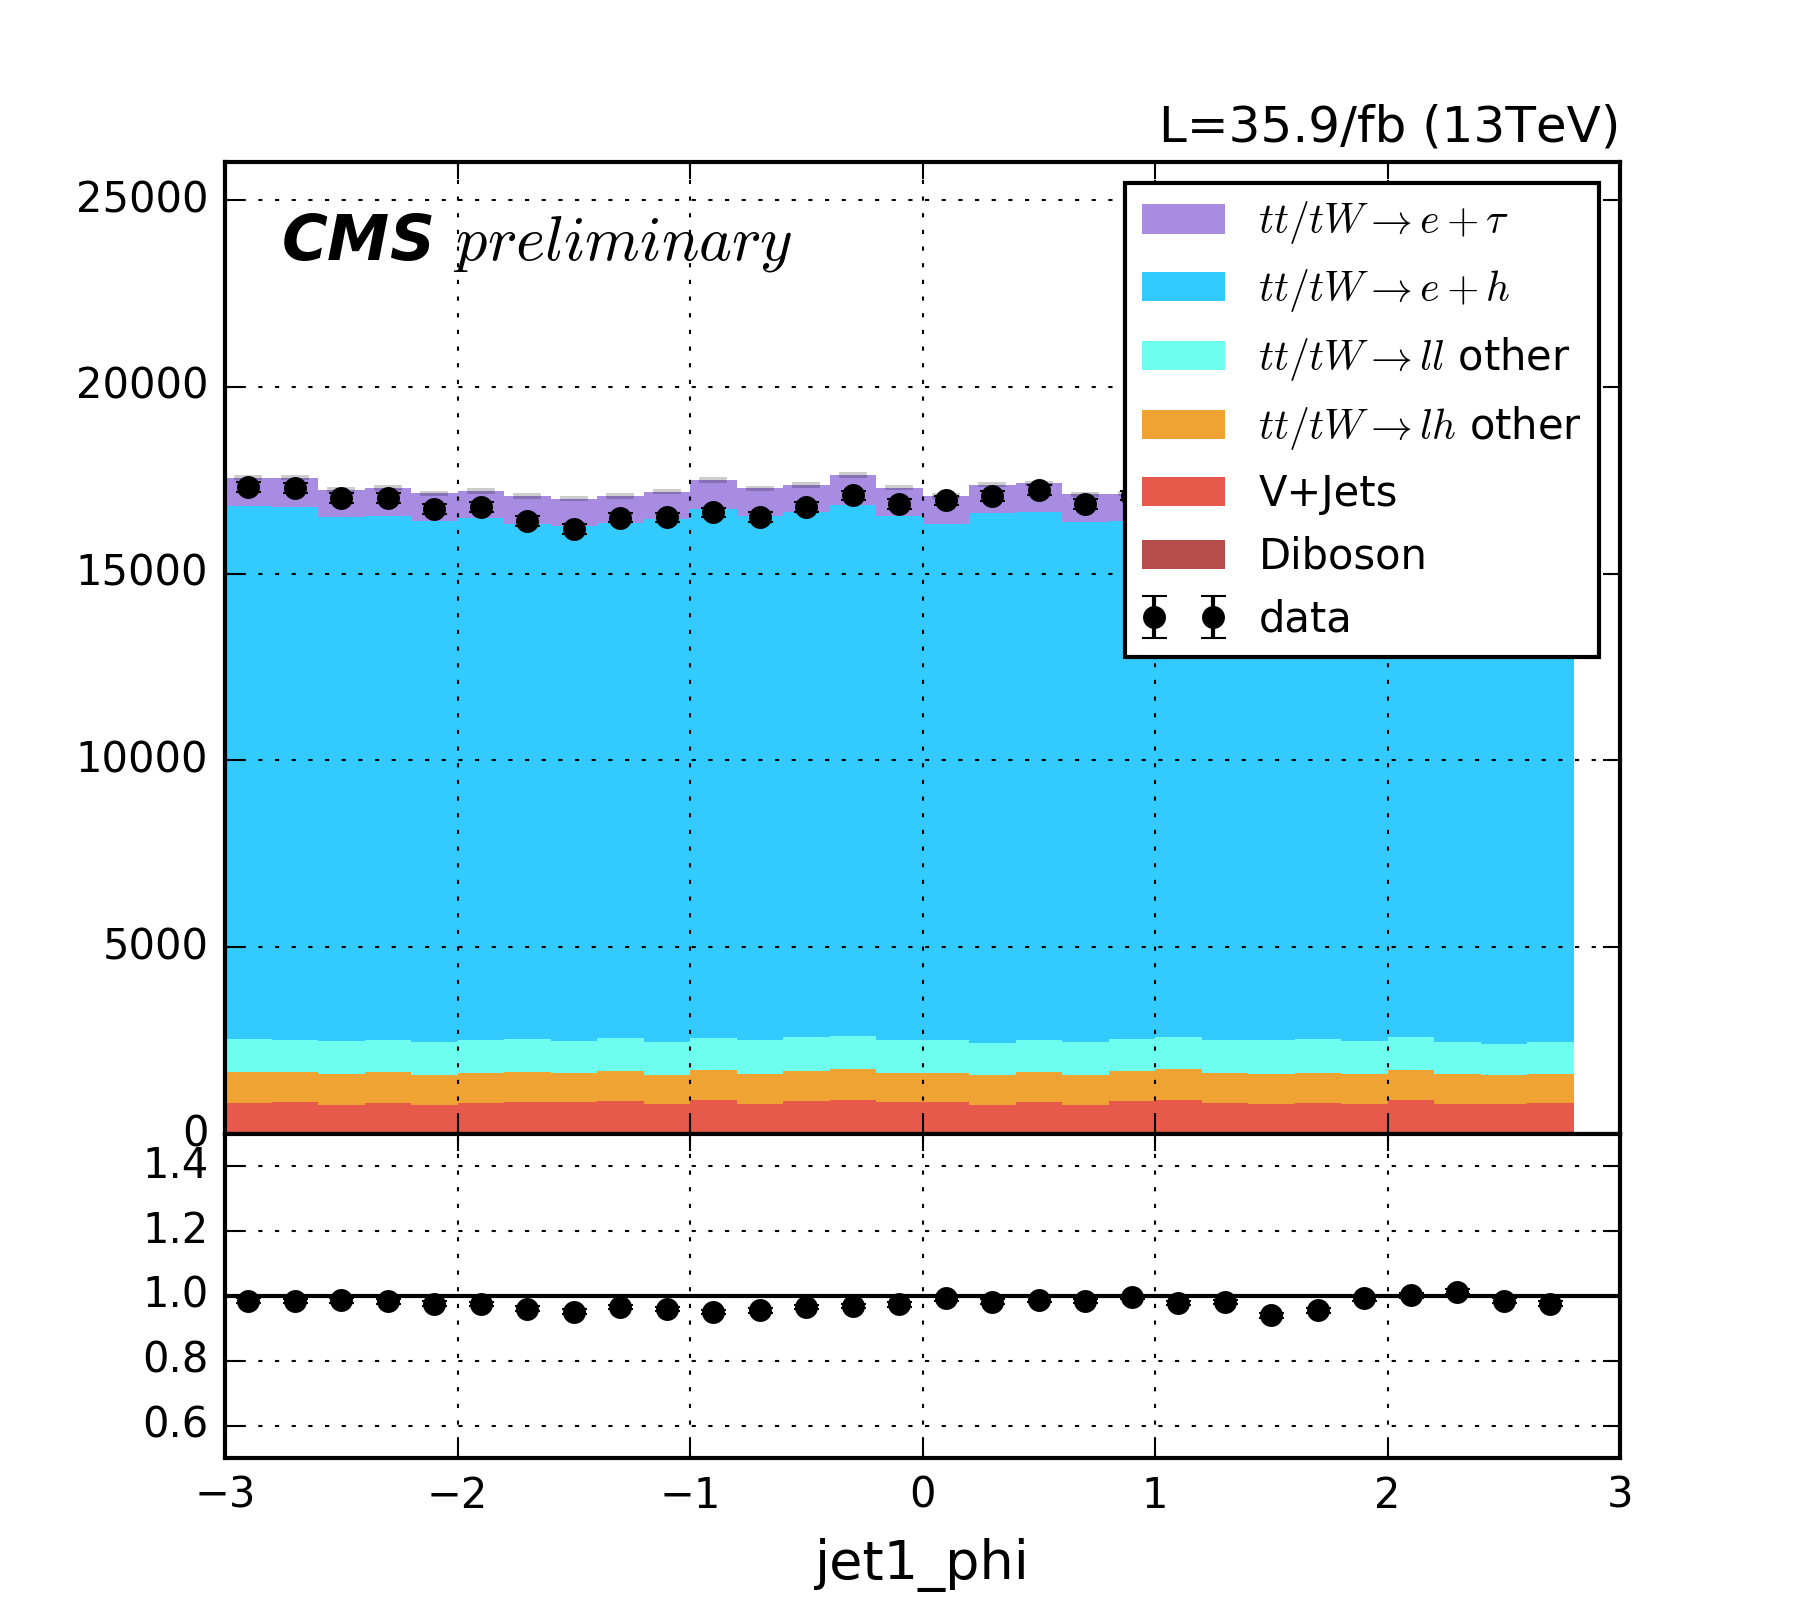 L=35.9/fb (13TeV)
CMS preliminary
25000
20000
15000
10000
5000
0
tt/tW→e+τ
tt/tW→e+h
tt/tW→ll other
tt/tW→lh other
V+Jets
Diboson
data
1.4
1.2
1.0
0.8
0.6
−3 −2 −1 0 1 2 3
jet1_phi